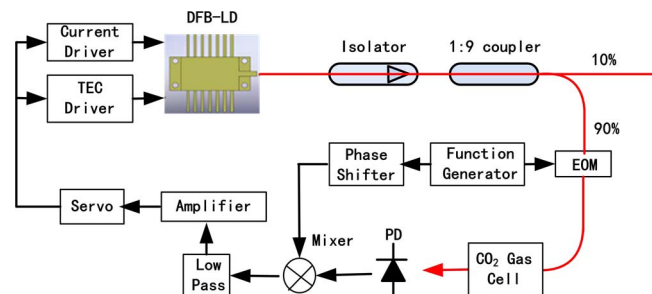 DFB-LD
Current
Driver
Isolator
1:9 coupler
10%
TEC
Driver
90%
Phase
Shifter
Function
Generator
EOM
Servo
Amplifier
Mixer
PD
Low
Pass
CO₂ Gas
Cell